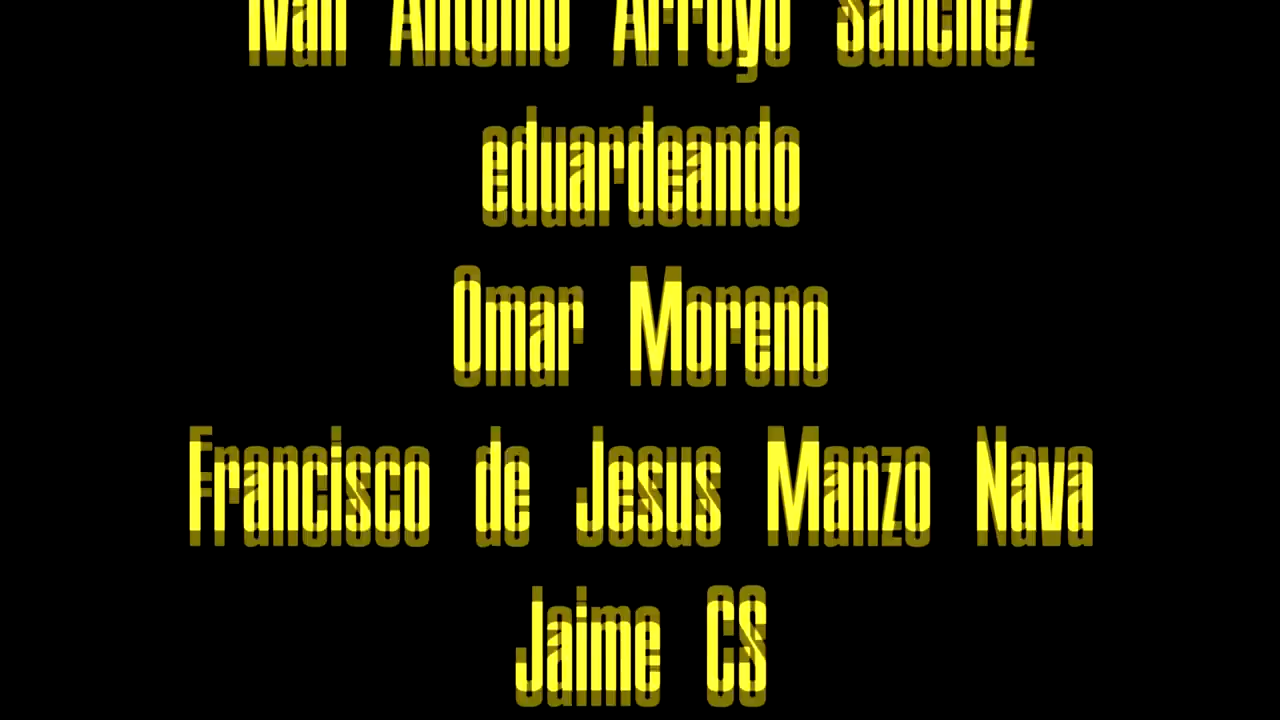 Ivan Antonio Arroyo Sanchez
eduardeando
Omar Moreno
Francisco de Jesus Manzo Nava
Jaime CS